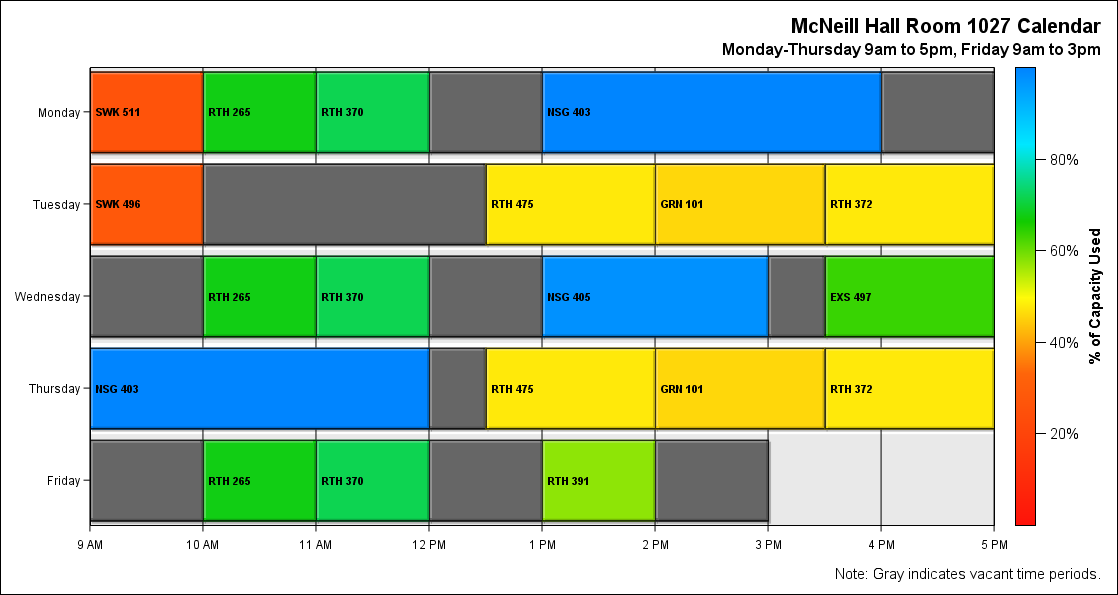 McNeill Hall Room 1027 Calendar
Monday-Thursday 9am to 5pm, Friday 9am to 3pm
Monday
SWK 511
RTH 265
RTH 370
NSG 403
Tuesday
SWK 496
RTH 475
GRN 101
RTH 372
Wednesday
RTH 265
RTH 370
NSG 405
EXS 497
Thursday
NSG 403
RTH 475
GRN 101
RTH 372
Friday
RTH 265
RTH 370
RTH 391
9 AM 10 AM 11 AM 12 PM 1 PM 2 PM 3 PM 4 PM 5 PM
80%
60%
40%
20%
% of Capacity Used
Note: Gray indicates vacant time periods.